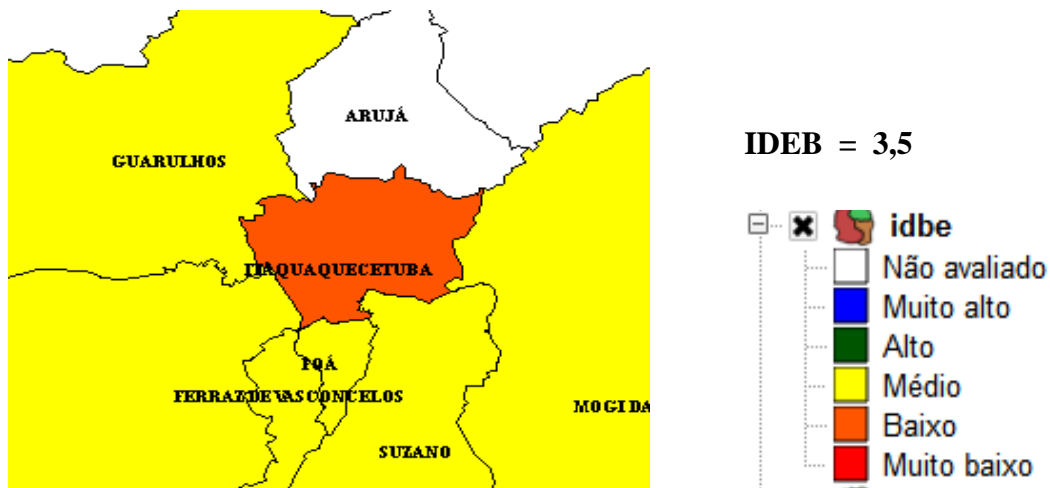 ARUJÁ
GUARULHOS
ITAQUAQUECETUBA
POÁ
FERRAZ DE VASCONCELOS
MOGI DA
SUZANO
IDEB = 3,5
idbe
Não avaliado
Muito alto
Alto
Médio
Baixo
Muito baixo